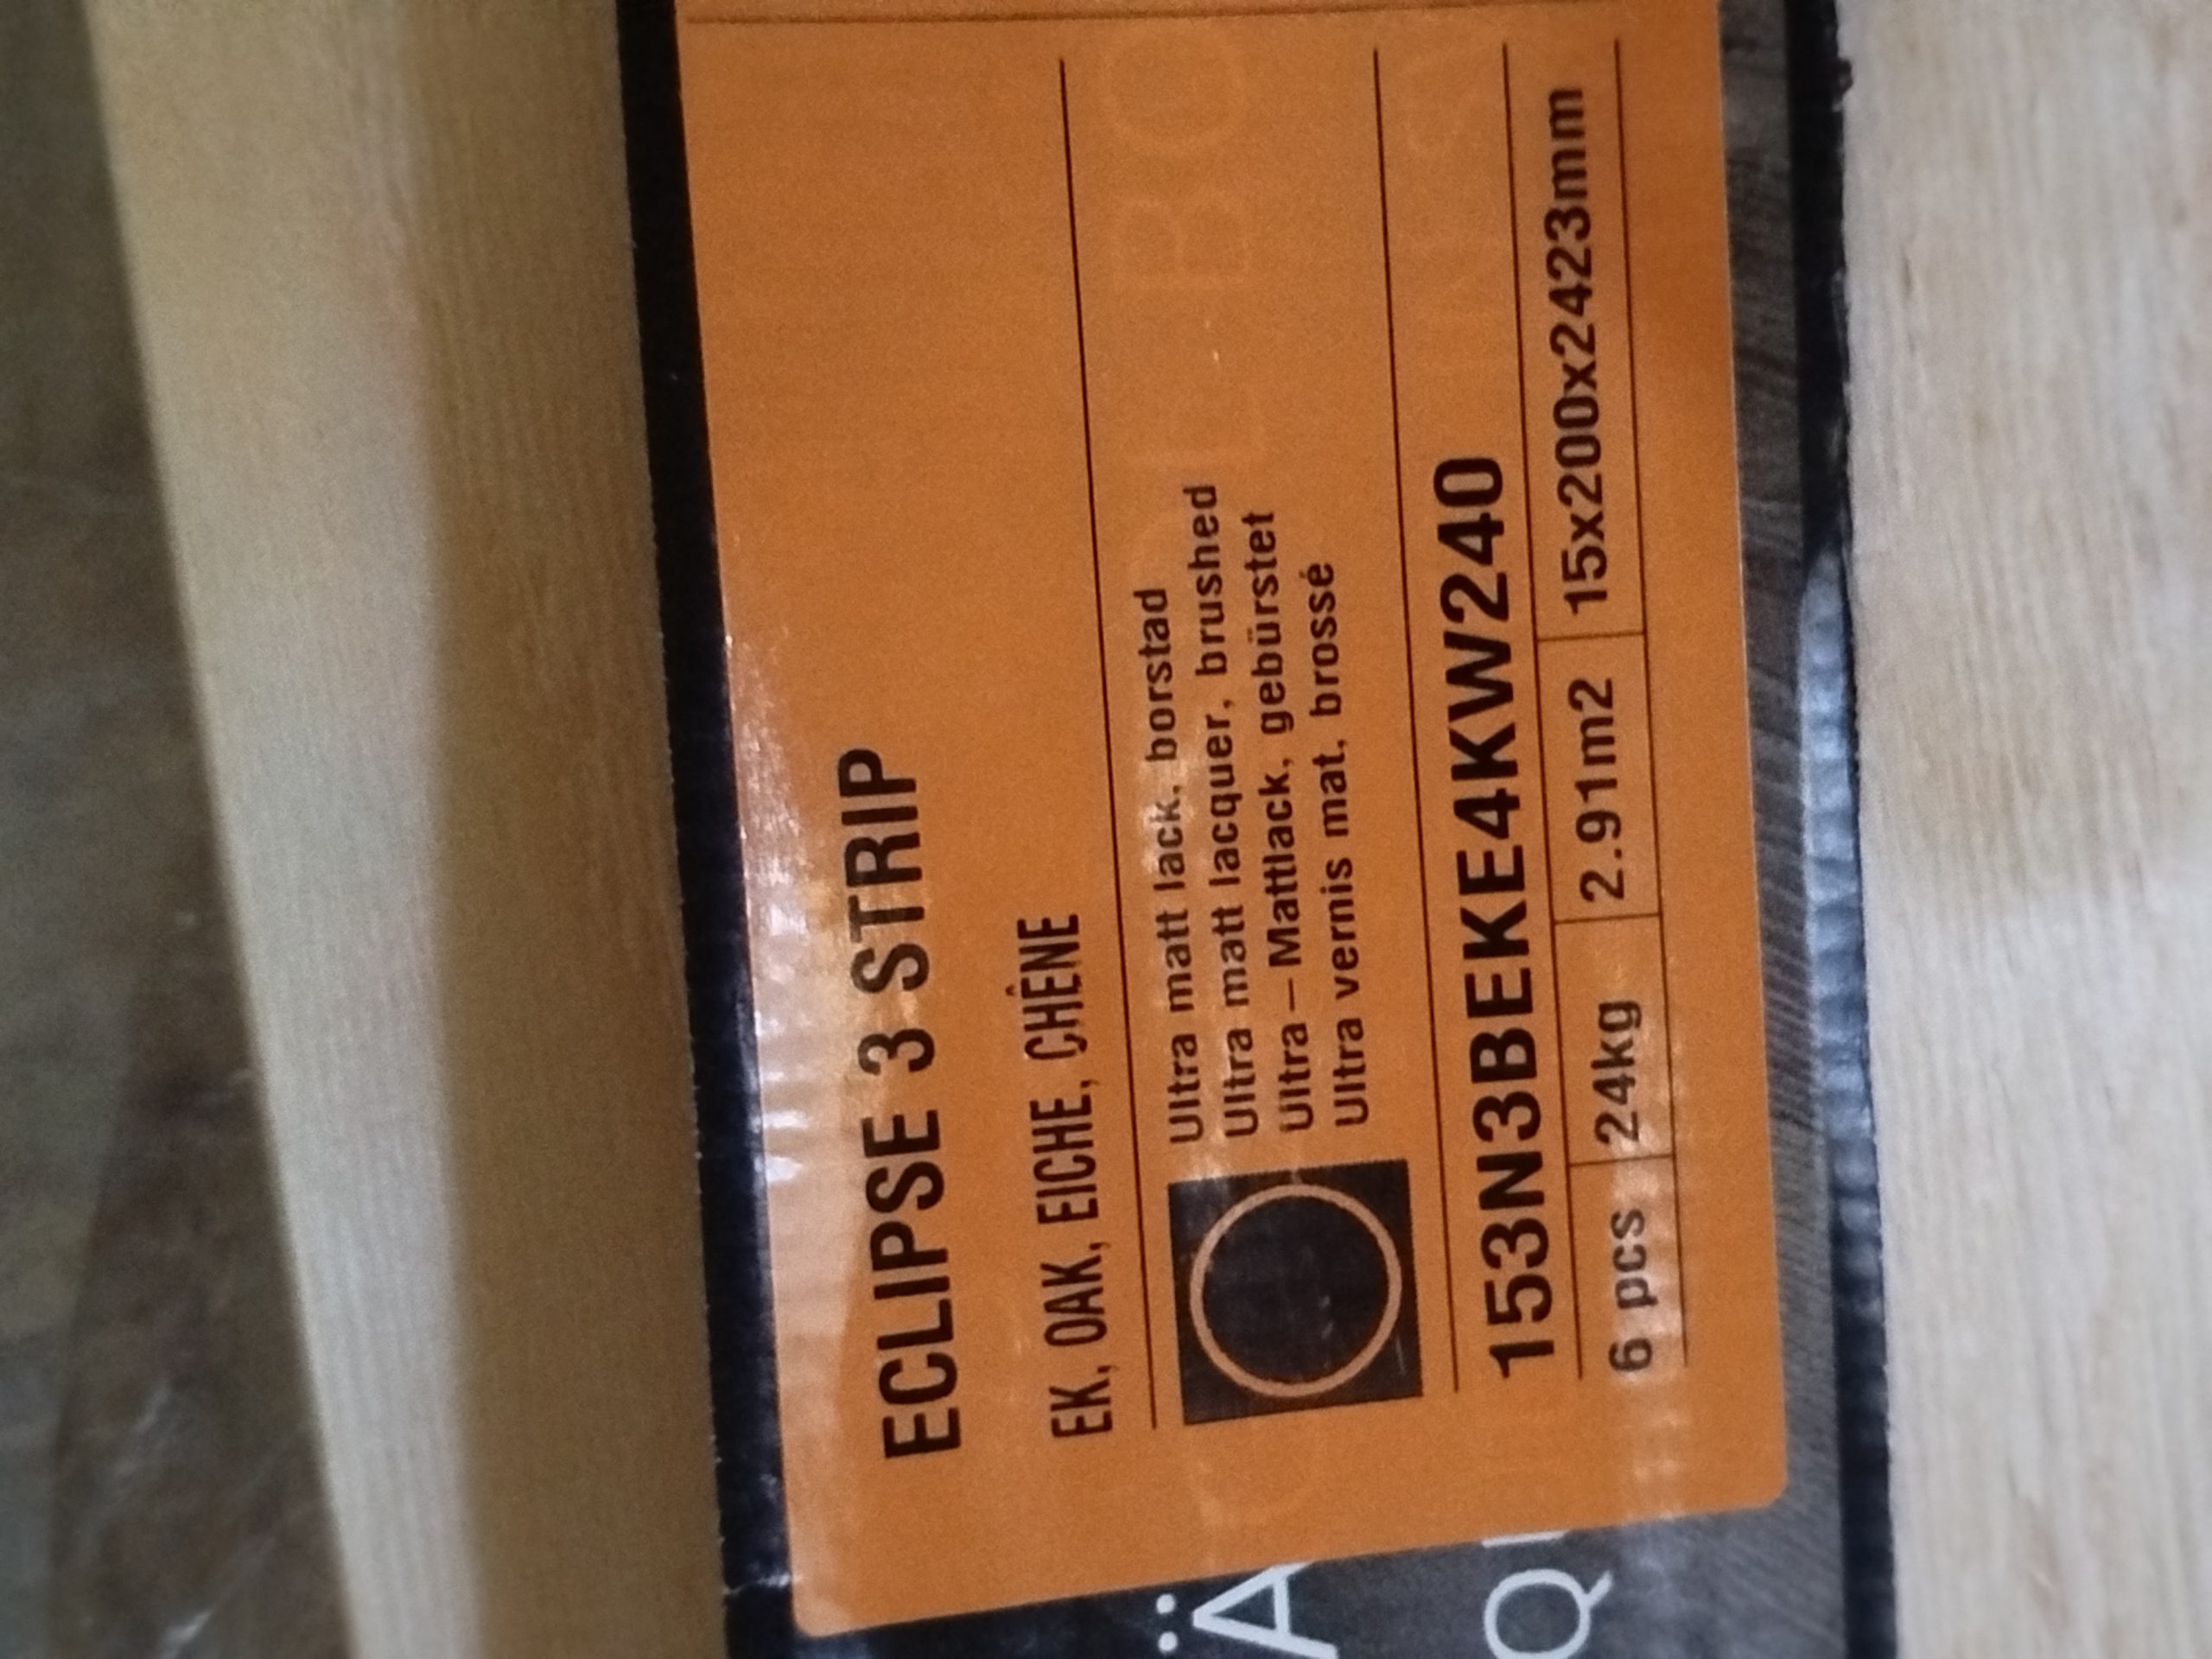 ECLIPSE 3 STRIP
EK, OAK, EICHE, CHÊNE
Ultra matt lack, borstad
Ultra matt lacquer, brushed
Ultra – Mattlack, gebürstet
Ultra vernis mat, brossé
153N3BEKE4KW240
6 pcs 24kg 2.91m2 15x200x2423mm